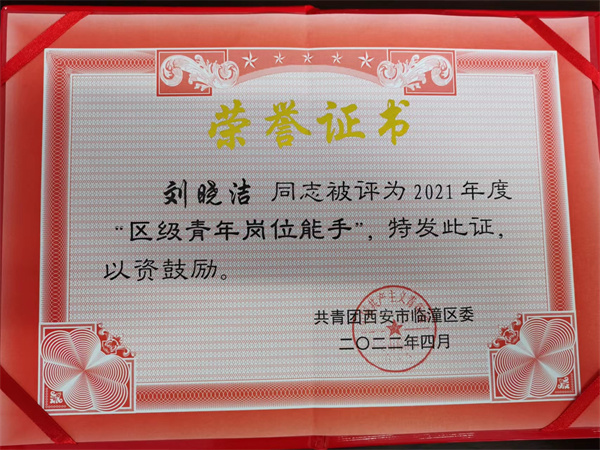 荣誉证书
刘晓洁 同志被评为2021年度
“区级青年岗位能手”，特发此证，
以资鼓励。
共青团西安市临潼区委
二〇二二年四月